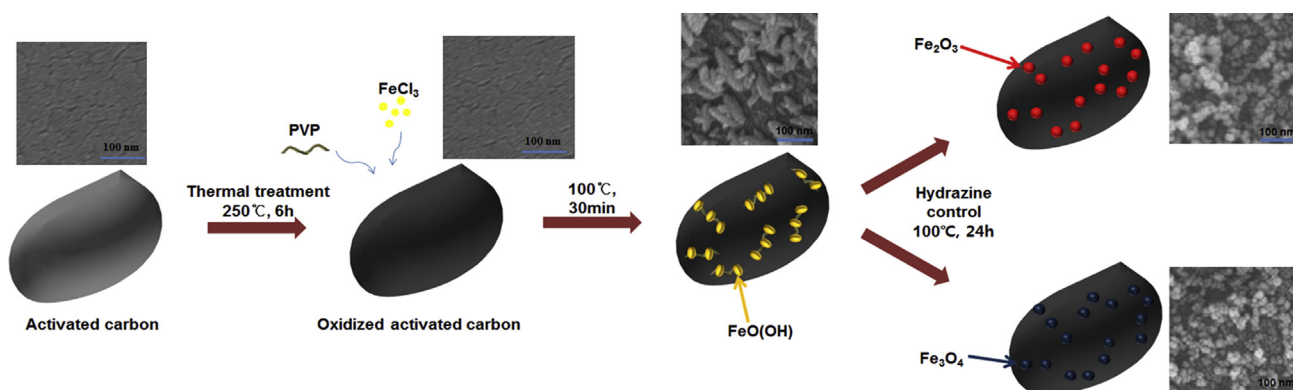 100 nm
Activated carbon
Thermal treatment
250℃, 6h
PVP
FeCl₃
100 nm
Oxidized activated carbon
100℃,
30min
100 nm
FeO(OH)
Hydrazine
control
100℃, 24h
Fe₂O₃
100 nm
Fe₃O₄
100 nm